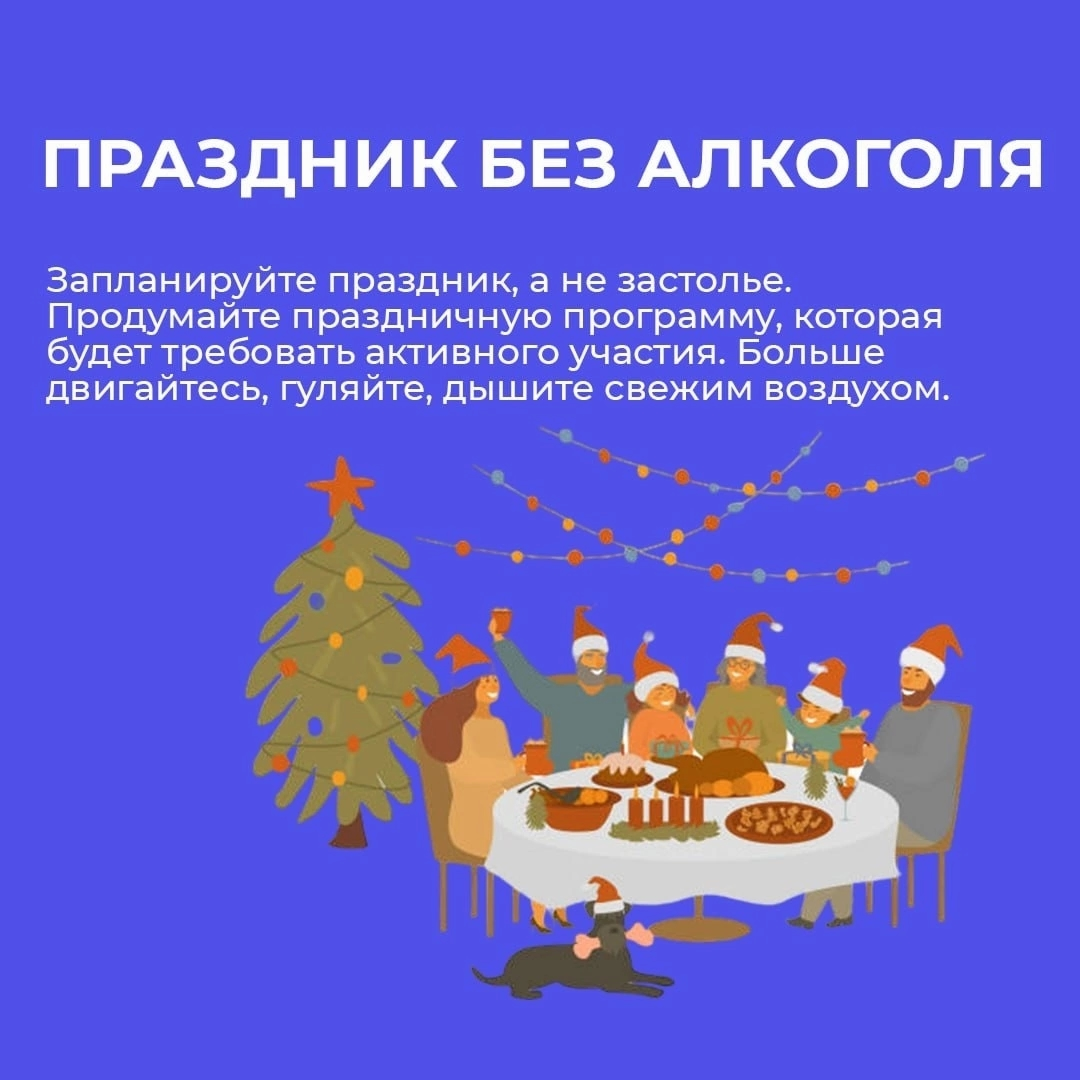 ПРАЗДНИК БЕЗ АЛКОГОЛЯ
Запланируйте праздник, а не застолье.
Продумайте праздничную программу, которая
будет требовать активного участия. Больше
двигайтесь, гуляйте, дышите свежим воздухом.